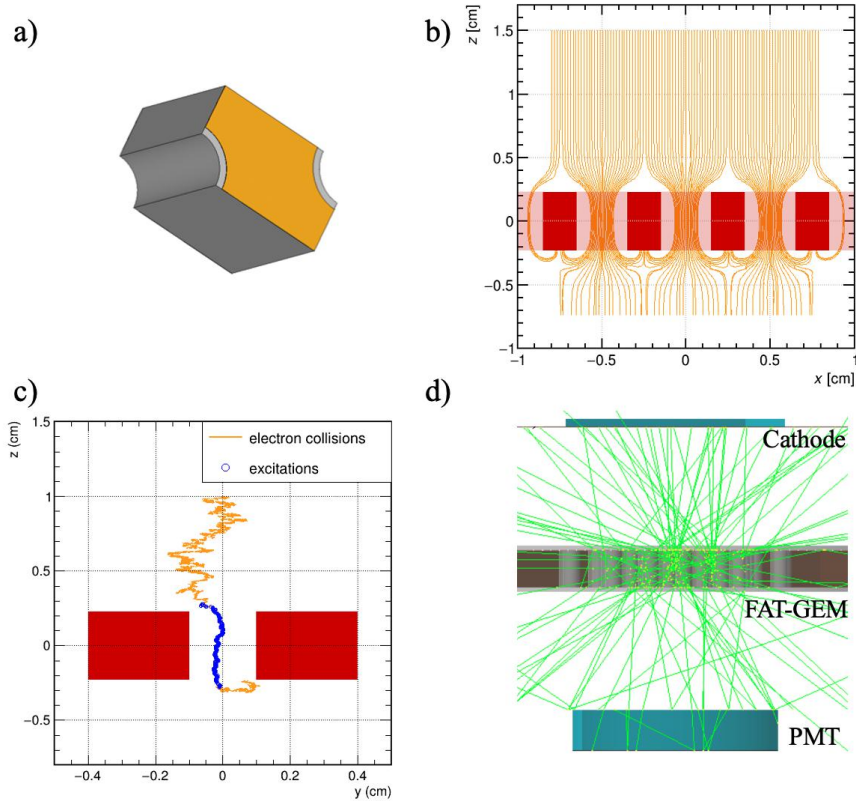 a)
b)
z [cm]
1.5
1
0.5
0
−0.5
−1
−1
−0.5
0
0.5
1
x [cm]
c)
z (cm)
1.5
1
0.5
0
−0.5
electron collisions
excitations
−0.4
−0.2
0
0.2
0.4
y (cm)
d)
Cathode
FAT-GEM
PMT